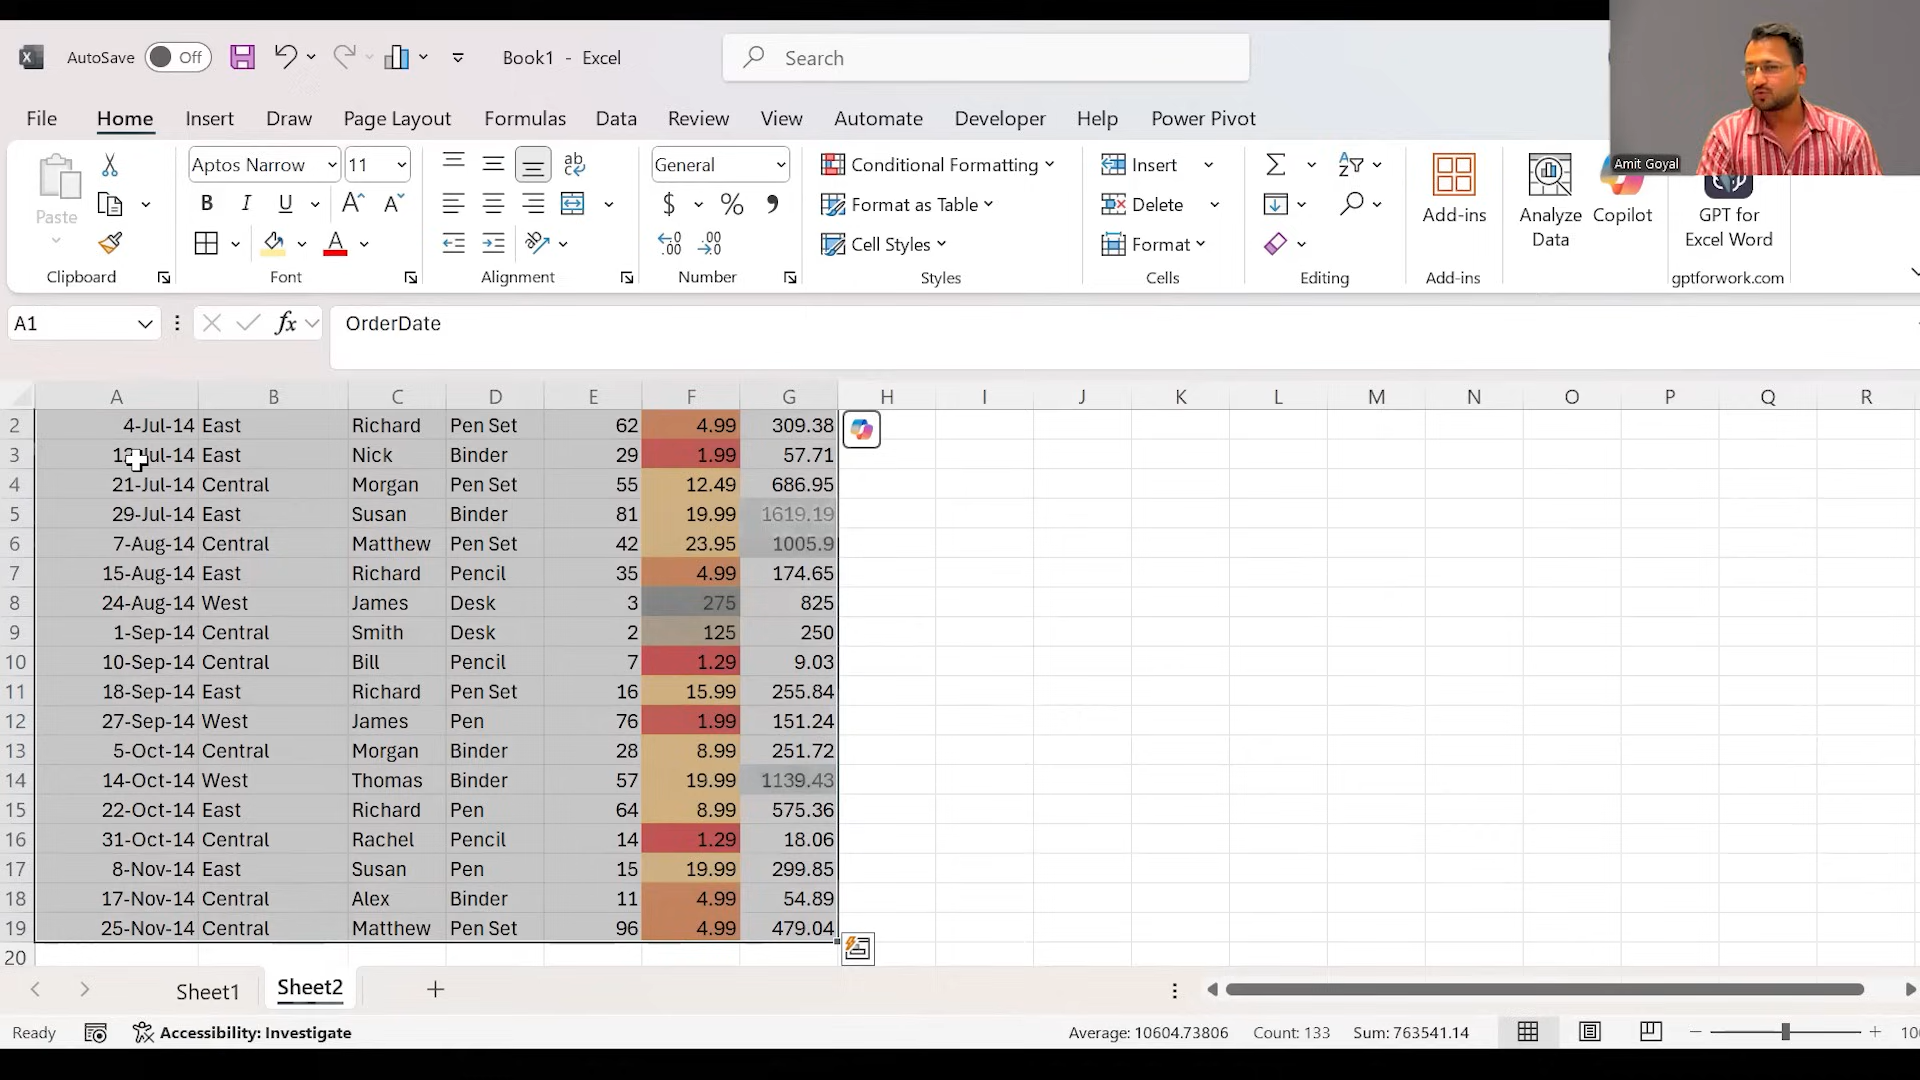 AutoSave Off Book1 - Excel Search
File Home Insert Draw Page Layout Formulas Data Review View Automate Developer Help Power Pivot
Amit Goyal
Paste Aptos Narrow 11 ab General Conditional Formatting Insert
B I U A A $ % Format as Table Delete Add-ins Analyze Data Copilot GPT for Excel Word
A ab Cell Styles Format
Clipboard Font Alignment Number Styles Cells Editing Add-ins gptforwork.com
A1 fx OrderDate
A B C D E F G H I J K L M N O P Q R
2 4-Jul-14 East Richard Pen Set 62 4.99 309.38
3 East Nick Binder 29 1.99 57.71
4 21-Jul-14 Central Morgan Pen Set 55 12.49 686.95
5 29-Jul-14 East Susan Binder 81 19.99 1619.19
6 7-Aug-14 Central Matthew Pen Set 42 23.95 1005.9
7 15-Aug-14 East Richard Pencil 35 4.99 174.65
8 24-Aug-14 West James Desk 3 275 825
9 1-Sep-14 Central Smith Desk 2 125 250
10 10-Sep-14 Central Bill Pencil 7 1.29 9.03
11 18-Sep-14 East Richard Pen Set 16 15.99 255.84
12 27-Sep-14 West James Pen 76 1.99 151.24
13 5-Oct-14 Central Morgan Binder 28 8.99 251.72
14 14-Oct-14 West Thomas Binder 57 19.99 1139.43
15 22-Oct-14 East Richard Pen 64 8.99 575.36
16 31-Oct-14 Central Rachel Pencil 14 1.29 18.06
17 8-Nov-14 East Susan Pen 15 19.99 299.85
18 17-Nov-14 Central Alex Binder 11 4.99 54.89
19 25-Nov-14 Central Matthew Pen Set 96 4.99 479.04
20
Sheet1 Sheet2
Ready Accessibility: Investigate Average: 10604.73806 Count: 133 Sum: 763541.14